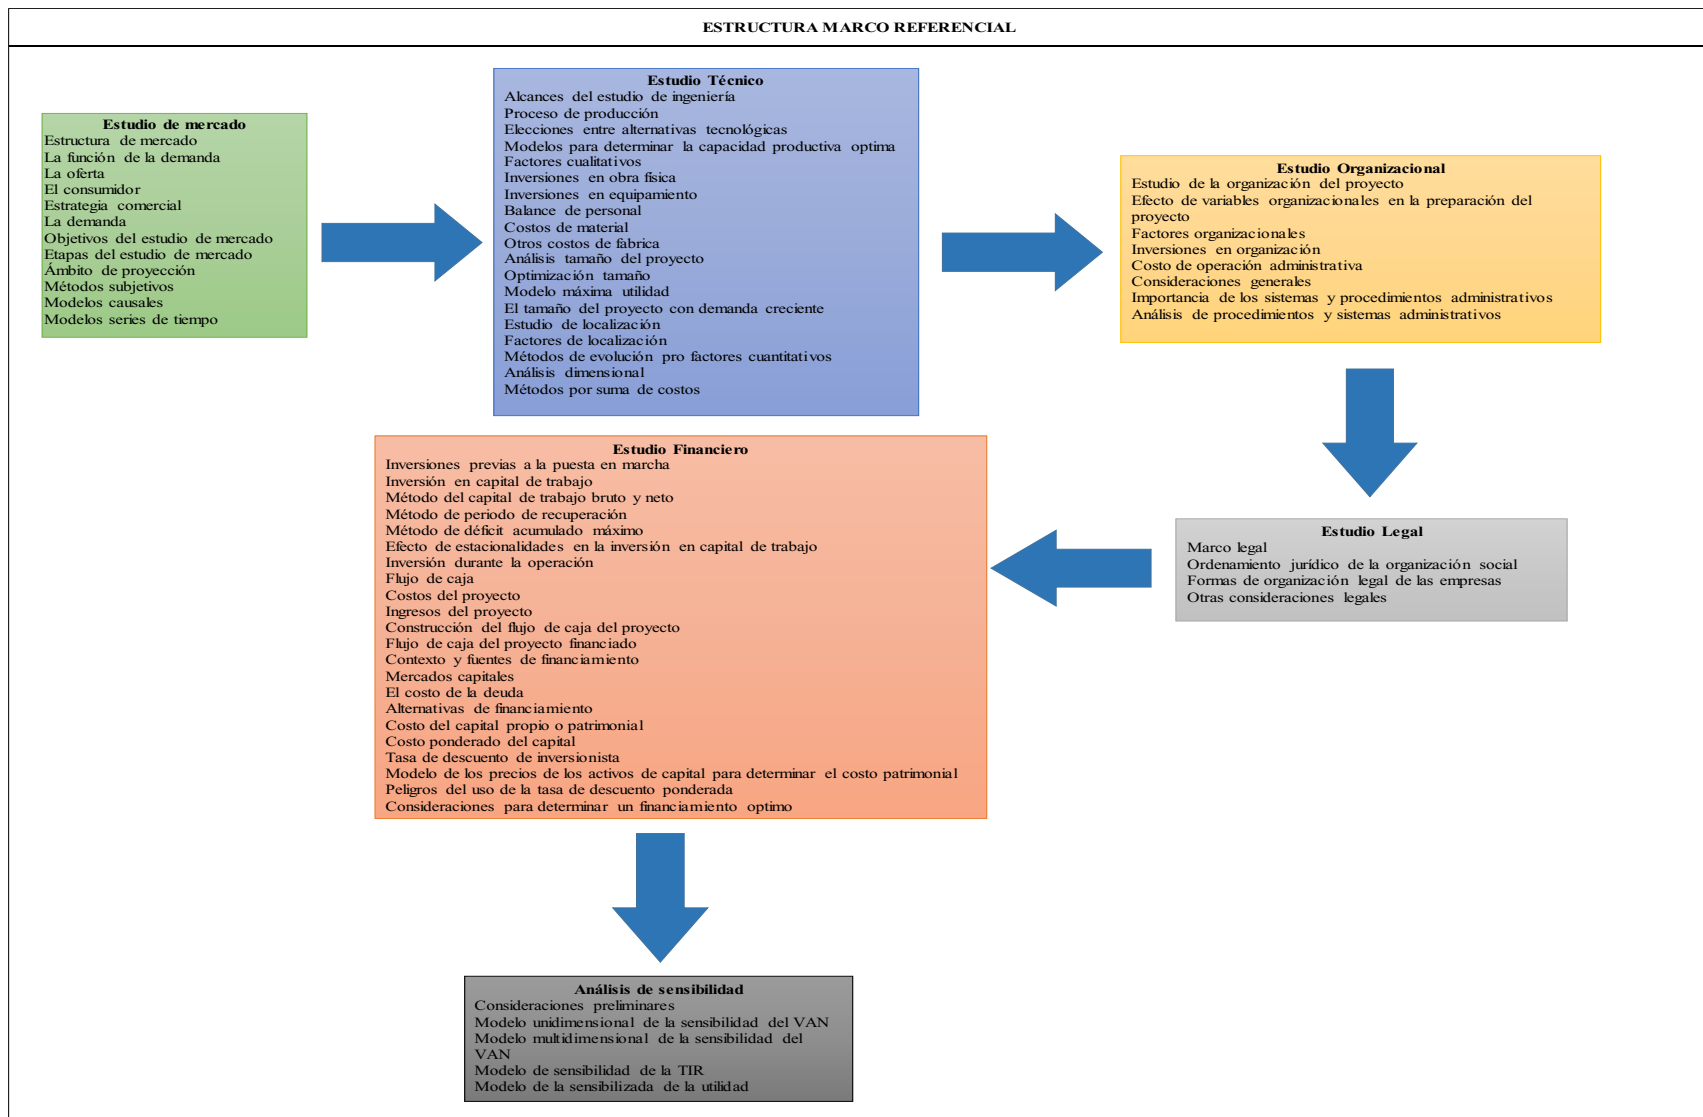 ESTRUCTURA MARCO REFERENCIAL
Estudio de mercado
Estructura de mercado
La función de la demanda
La oferta
El consumidor
Estrategia comercial
La demanda
Objetivos del estudio de mercado
Etapas del estudio de mercado
Ámbito de proyección
Métodos subjetivos
Modelos causales
Modelos series de tiempo
Estudio Técnico
Alcances del estudio de ingeniería
Proceso de producción
Elecciones entre alternativas tecnológicas
Modelos para determinar la capacidad productiva optima
Factores cualitativos
Inversiones en obra física
Inversiones en equipamiento
Balance de personal
Costos de material
Otros costos de fabrica
Análisis tamaño del proyecto
Optimización tamaño
Modelo máxima utilidad
El tamaño del proyecto con demanda creciente
Estudio de localización
Factores de localización
Métodos de evolución pro factores cuantitativos
Análisis dimensional
Métodos por suma de costos
Estudio Organizacional
Estudio de la organización del proyecto
Efecto de variables organizacionales en la preparación del
proyecto
Factores organizacionales
Inversiones en organización
Costo de operación administrativa
Consideraciones generales
Importancia de los sistemas y procedimientos administrativos
Análisis de procedimientos y sistemas administrativos
Estudio Legal
Marco legal
Ordenamiento jurídico de la organización social
Formas de organización legal de las empresas
Otras consideraciones legales
Estudio Financiero
Inversiones previas a la puesta en marcha
Inversión en capital de trabajo
Método del capital de trabajo bruto y neto
Método de periodo de recuperación
Método de déficit acumulado máximo
Efecto de estacionalidades en la inversión en capital de trabajo
Inversión durante la operación
Flujo de caja
Costos del proyecto
Ingresos del proyecto
Construcción del flujo de caja del proyecto
Flujo de caja del proyecto financiado
Contexto y fuentes de financiamiento
Mercados capitales
El costo de la deuda
Alternativas de financiamiento
Costo del capital propio o patrimonial
Costo ponderado del capital
Tasa de descuento de inversionista
Modelo de los precios de los activos de capital para determinar el costo patrimonial
Peligros del uso de la tasa de descuento ponderada
Consideraciones para determinar un financiamiento optimo
Análisis de sensibilidad
Consideraciones preliminares
Modelo unidimensional de la sensibilidad del VAN
Modelo multidimensional de la sensibilidad del
VAN
Modelo de sensibilidad de la TIR
Modelo de la sensibilizada de la utilidad